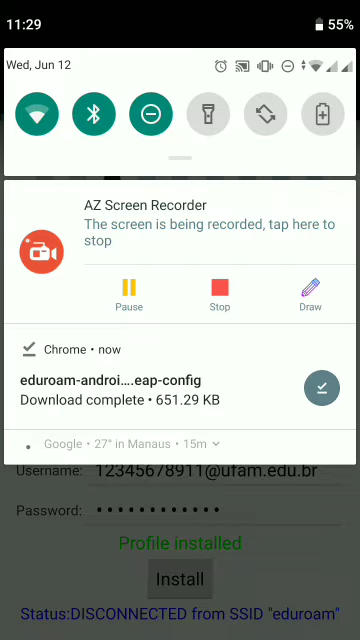 11:29
55%
Wed, Jun 12
AZ Screen Recorder
The screen is being recorded, tap here to
stop
Pause
Stop
Draw
Chrome • now
eduroam-androi....eap-config
Download complete • 651.29 KB
Google • 27° in Manaus • 15m
Username: 12345678911@ufam.edu.br
Password: ••••••••••••
Profile installed
Install
Status:DISCONNECTED from SSID "eduroam"